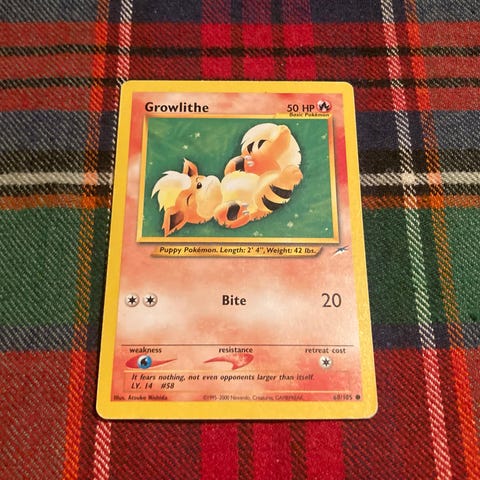 Growlithe 50 HP
Basic Pokémon
Puppy Pokémon. Length: 2' 4", Weight: 42 lbs.
Bite 20
weakness resistance retreat cost
It fears nothing, not even opponents larger than itself.
LV. 14 #58
Illus. Atsuko Nishida ©1995-2000 Nintendo, Creatures, GAMEFREAK. 68/105